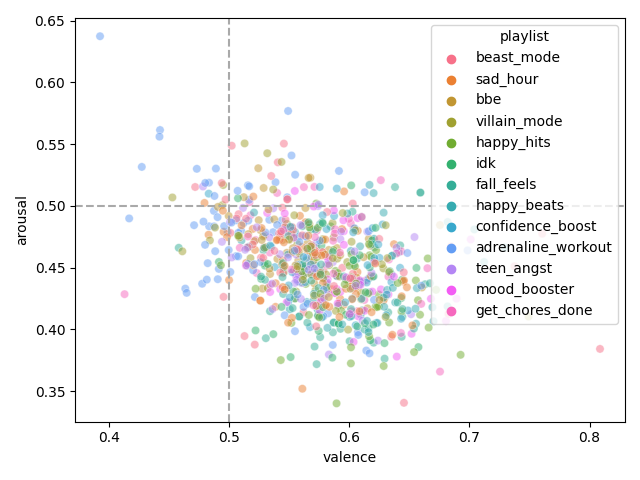 0.65
0.60
0.55
0.50
0.45
0.40
0.35
arousal
playlist
beast_mode
sad_hour
bbe
villain_mode
happy_hits
idk
fall_feels
happy_beats
confidence_boost
adrenaline_workout
teen_angst
mood_booster
get_chores_done
0.4 0.5 0.6 0.7 0.8
valence